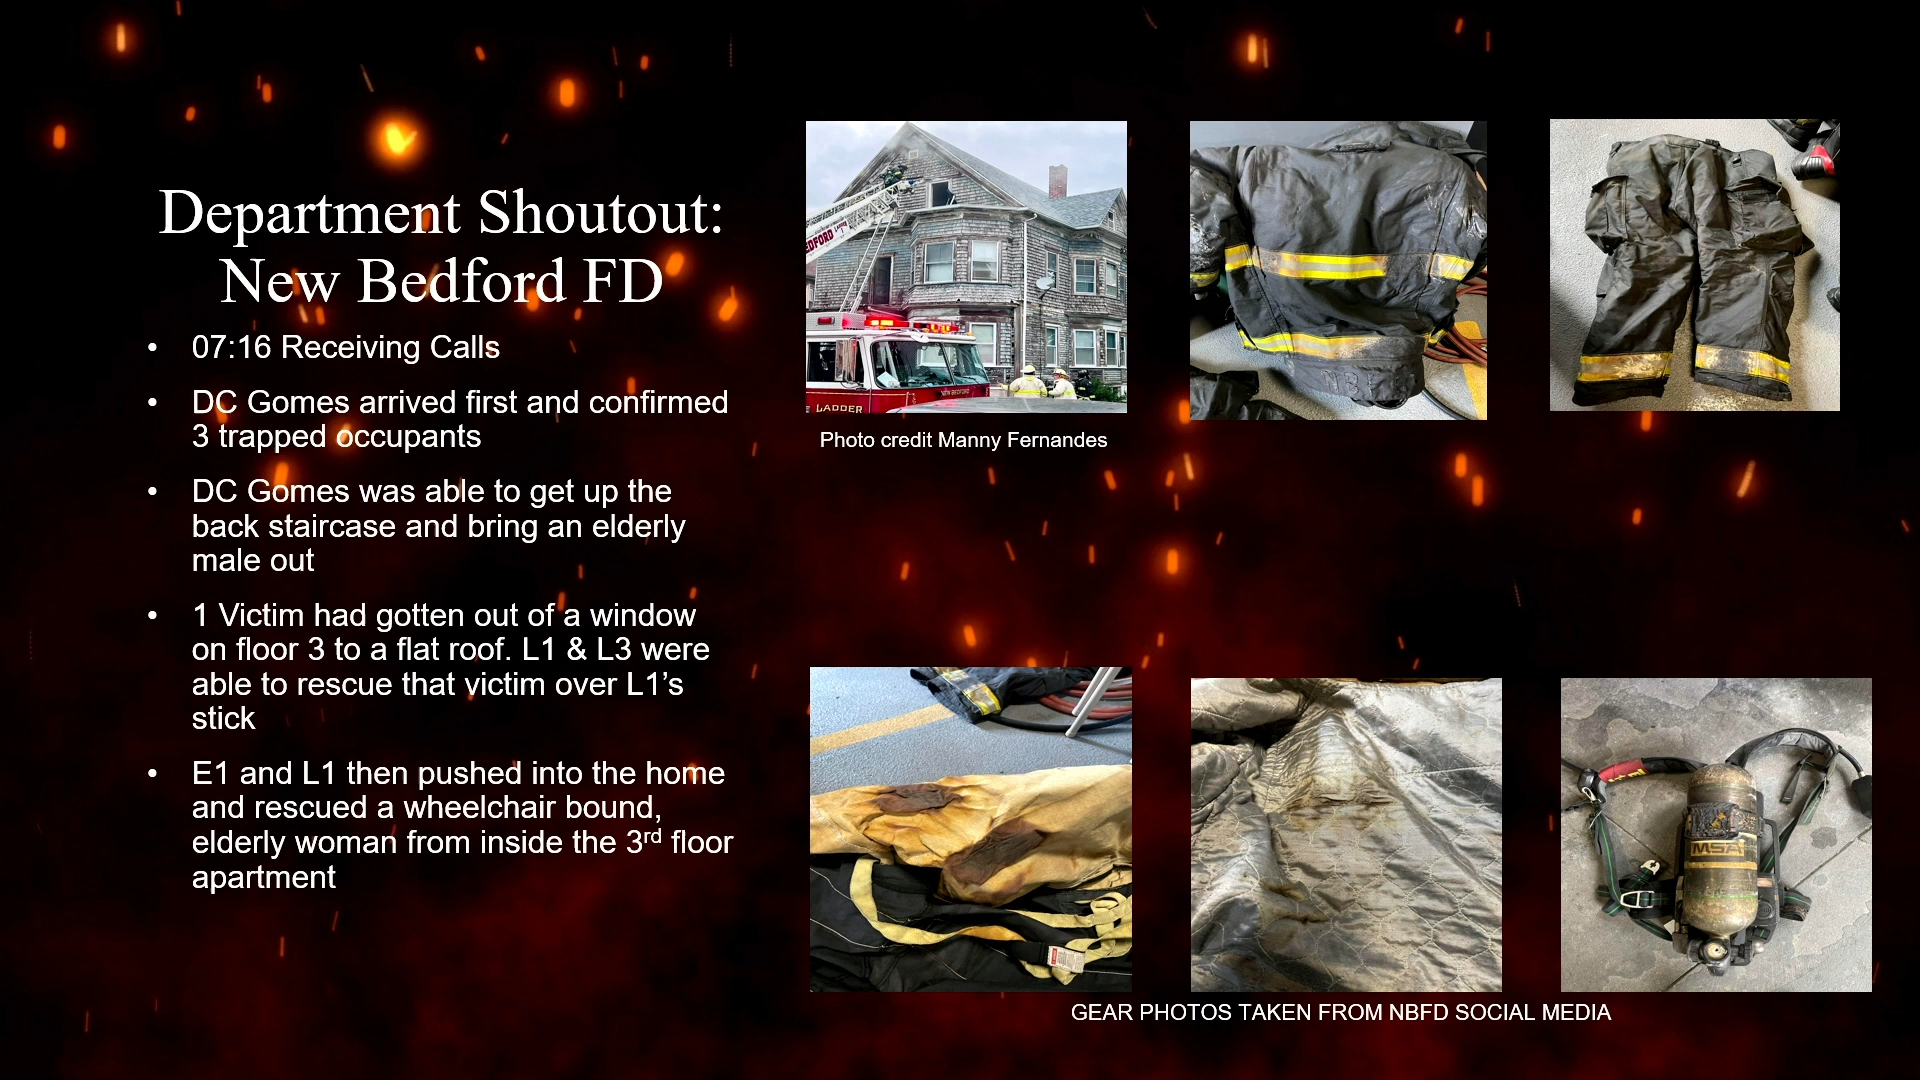 Department Shoutout:
New Bedford FD
• 07:16 Receiving Calls
• DC Gomes arrived first and confirmed
3 trapped occupants
• DC Gomes was able to get up the
back staircase and bring an elderly
male out
• 1 Victim had gotten out of a window
on floor 3 to a flat roof. L1 & L3 were
able to rescue that victim over L1’s
stick
• E1 and L1 then pushed into the home
and rescued a wheelchair bound,
elderly woman from inside the 3rd floor
apartment
EDFORD
LADDER
Photo credit Manny Fernandes
MSA
GEAR PHOTOS TAKEN FROM NBFD SOCIAL MEDIA